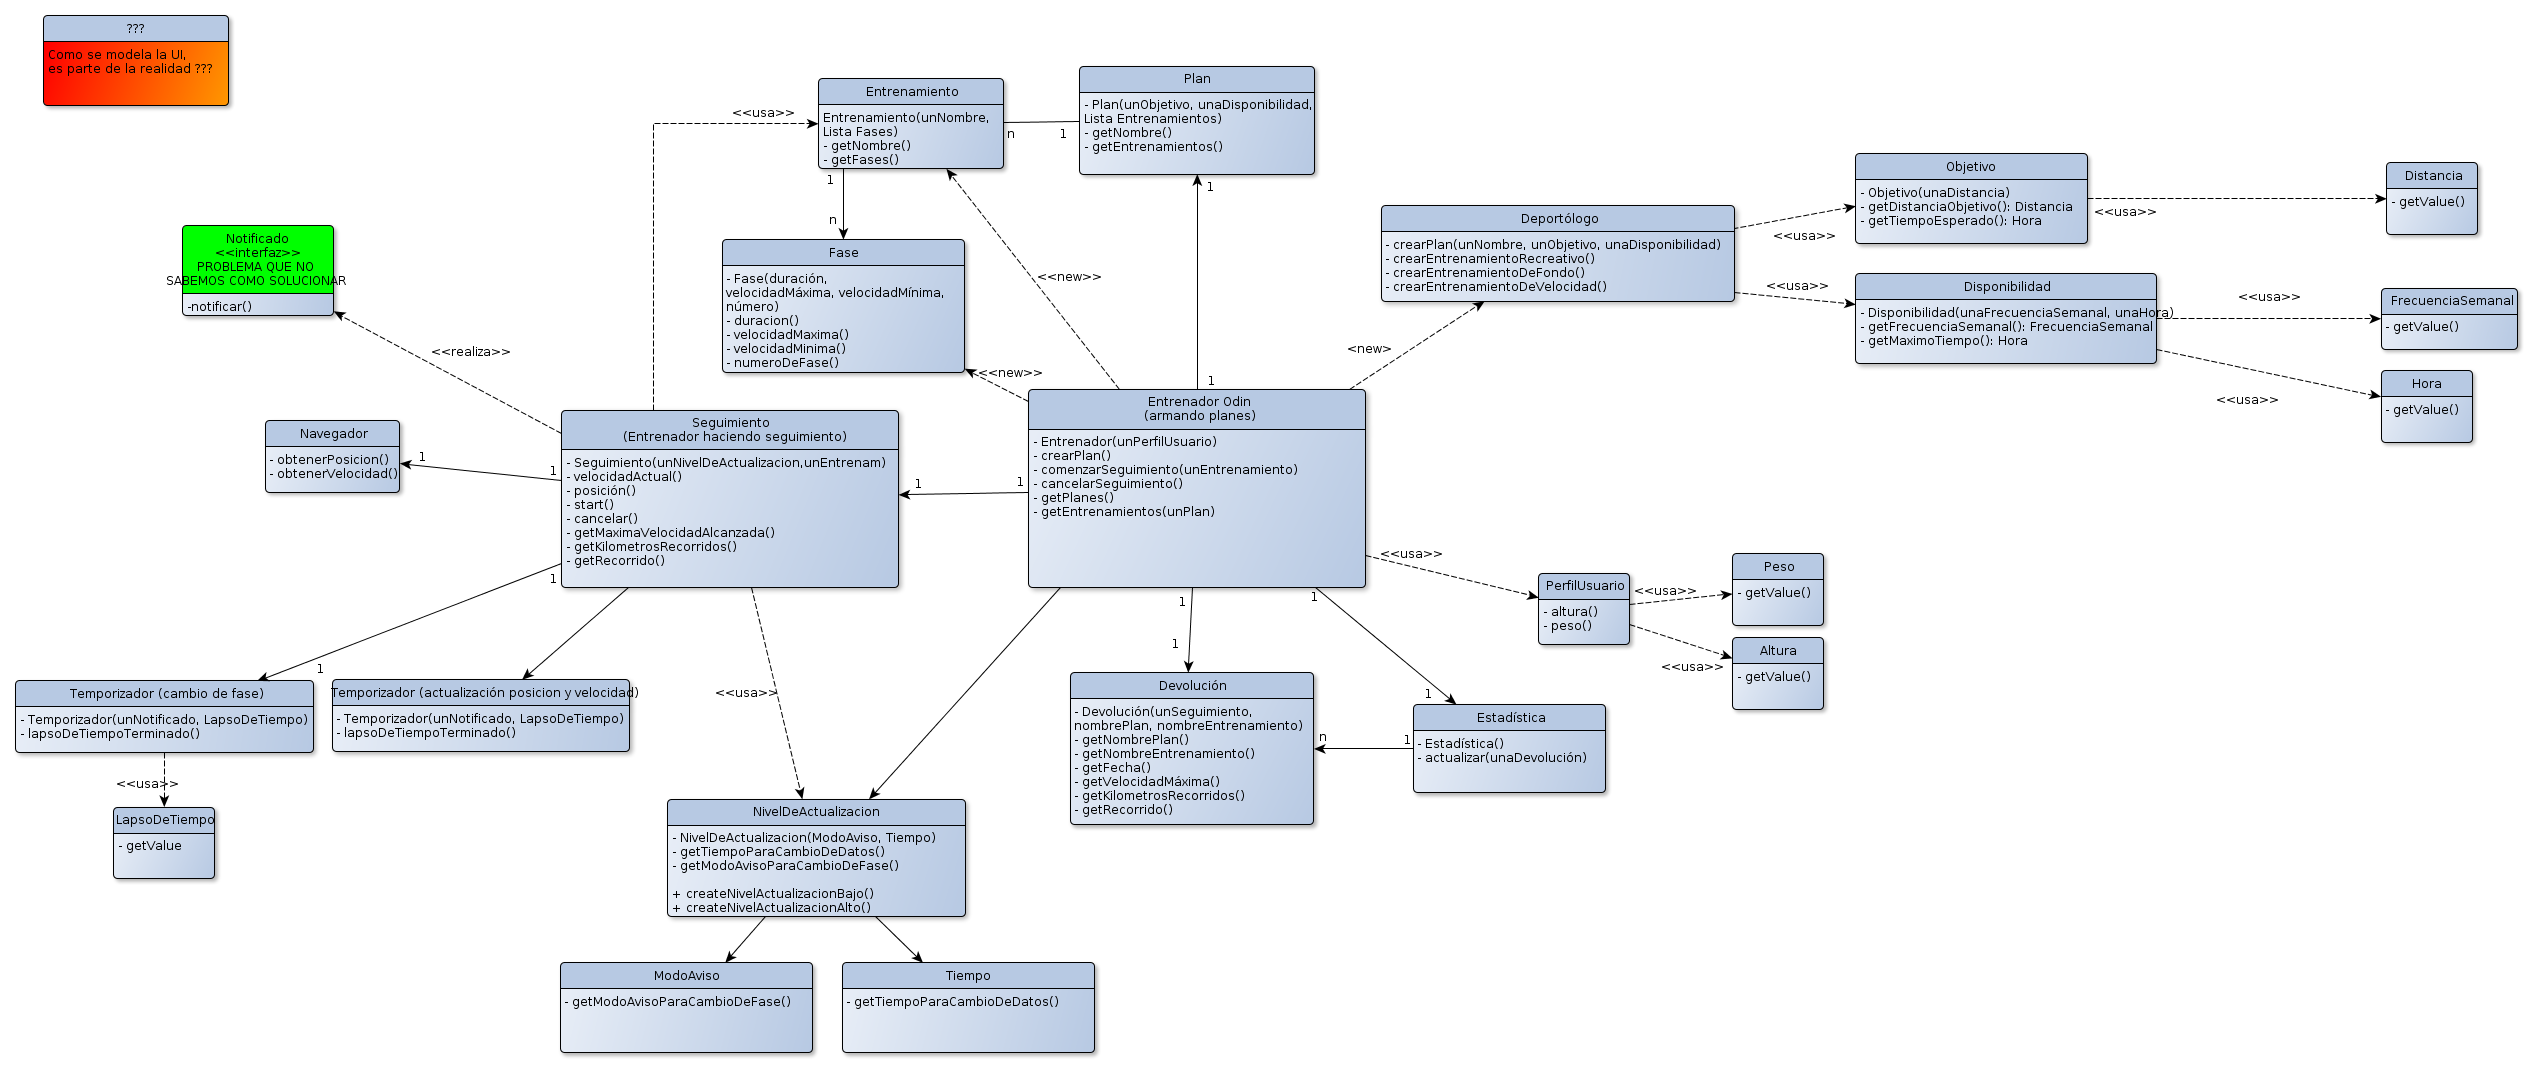 ???
Como se modela la UI,
es parte de la realidad ???
Entrenamiento
Entrenamiento(unNombre,
Lista Fases)
- getNombre()
- getFases()
Plan
- Plan(unObjetivo, unaDisponibilidad,
Lista Entrenamientos)
- getNombre()
- getEntrenamientos()
<<usa>>
n
1
1
n
1
1
Fase
- Fase(duración,
velocidadMáxima, velocidadMínima,
número)
- duracion()
- velocidadMaxima()
- velocidadMinima()
- numeroDeFase()
<<new>>
<<new>>
<new>
Deportólogo
- crearPlan(unNombre, unObjetivo, unaDisponibilidad)
- crearEntrenamientoRecreativo()
- crearEntrenamientoDeFondo()
- crearEntrenamientoDeVelocidad()
<<usa>>
<<usa>>
Objetivo
- Objetivo(unaDistancia)
- getDistanciaObjetivo(): Distancia
- getTiempoEsperado(): Hora
<<usa>>
Distancia
- getValue()
Disponibilidad
- Disponibilidad(unaFrecuenciaSemanal, unaHora)
- getFrecuenciaSemanal(): FrecuenciaSemanal
- getMaximoTiempo(): Hora
<<usa>>
FrecuenciaSemanal
- getValue()
<<usa>>
Hora
- getValue()
Notificado
<<interfaz>>
PROBLEMA QUE NO
SABEMOS COMO SOLUCIONAR
-notificar()
<<realiza>>
Navegador
- obtenerPosicion()
- obtenerVelocidad()
1
1
Seguimiento
(Entrenador haciendo seguimiento)
- Seguimiento(unNivelDeActualizacion,unEntrenam)
- velocidadActual()
- posición()
- start()
- cancelar()
- getMaximaVelocidadAlcanzada()
- getKilometrosRecorridos()
- getRecorrido()
1
1
Entrenador Odin
(armando planes)
- Entrenador(unPerfilUsuario)
- crearPlan()
- comenzarSeguimiento(unEntrenamiento)
- cancelarSeguimiento()
- getPlanes()
- getEntrenamientos(unPlan)
<<usa>>
PerfilUsuario
- altura()
- peso()
<<usa>>
Peso
- getValue()
<<usa>>
Altura
- getValue()
1
1
Temporizador (cambio de fase)
- Temporizador(unNotificado, LapsoDeTiempo)
- lapsoDeTiempoTerminado()
Temporizador (actualización posicion y velocidad)
- Temporizador(unNotificado, LapsoDeTiempo)
- lapsoDeTiempoTerminado()
<<usa>>
LapsoDeTiempo
- getValue
<<usa>>
1
1
1
1
Devolución
- Devolución(unSeguimiento,
nombrePlan, nombreEntrenamiento)
- getNombrePlan()
- getNombreEntrenamiento()
- getFecha()
- getVelocidadMáxima()
- getKilometrosRecorridos()
- getRecorrido()
n
1
Estadística
- Estadística()
- actualizar(unaDevolución)
NivelDeActualizacion
- NivelDeActualizacion(ModoAviso, Tiempo)
- getTiempoParaCambioDeDatos()
- getModoAvisoParaCambioDeFase()
+ createNivelActualizacionBajo()
+ createNivelActualizacionAlto()
ModoAviso
- getModoAvisoParaCambioDeFase()
Tiempo
- getTiempoParaCambioDeDatos()